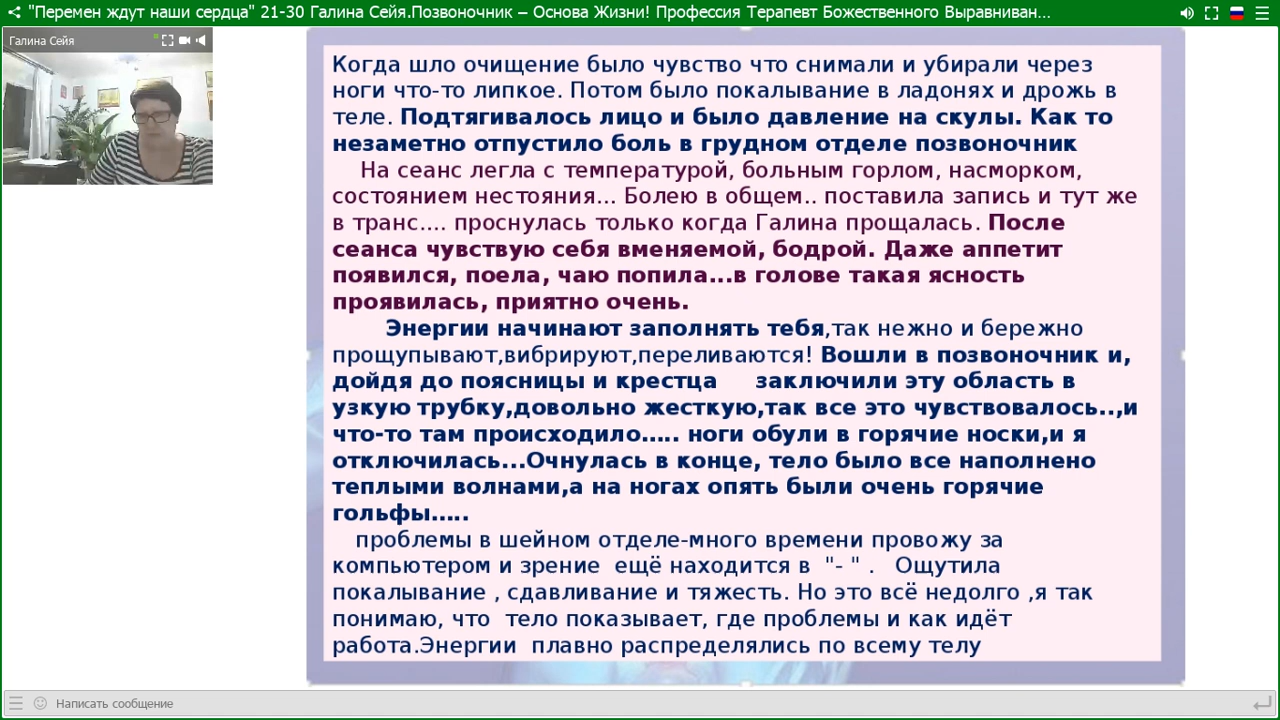 "Перемен ждут наши сердца" 21-30 Галина Сейя.Позвоночник – Основа Жизни! Профессия Терапевт Божественного Выравниван...
Галина Сейя
Когда шло очищение было чувство что снимали и убирали через
ноги что-то липкое. Потом было покалывание в ладонях и дрожь в
теле. Подтягивалось лицо и было давление на скулы. Как то
незаметно отпустило боль в грудном отделе позвоночник
На сеанс легла с температурой, больным горлом, насморком,
состоянием нестояния... Болею в общем.. поставила запись и тут же
в транс.... проснулась только когда Галина прощалась. После
сеанса чувствую себя вменяемой, бодрой. Даже аппетит
появился, поела, чаю попила...в голове такая ясность
проявилась, приятно очень.
Энергии начинают заполнять тебя,так нежно и бережно
прощупывают,вибрируют,переливаются! Вошли в позвоночник и,
дойдя до поясницы и крестца заключили эту область в
узкую трубку,довольно жесткую,так все это чувствовалось..,и
что-то там происходило..... ноги обули в горячие носки,и я
отключилась...Очнулась в конце, тело было все наполнено
теплыми волнами,а на ногах опять были очень горячие
гольфы.....
проблемы в шейном отделе-много времени провожу за
компьютером и зрение ещё находится в "- " . Ощутила
покалывание , сдавливание и тяжесть. Но это всё недолго ,я так
понимаю, что тело показывает, где проблемы и как идёт
работа.Энергии плавно распределялись по всему телу
Написать сообщение